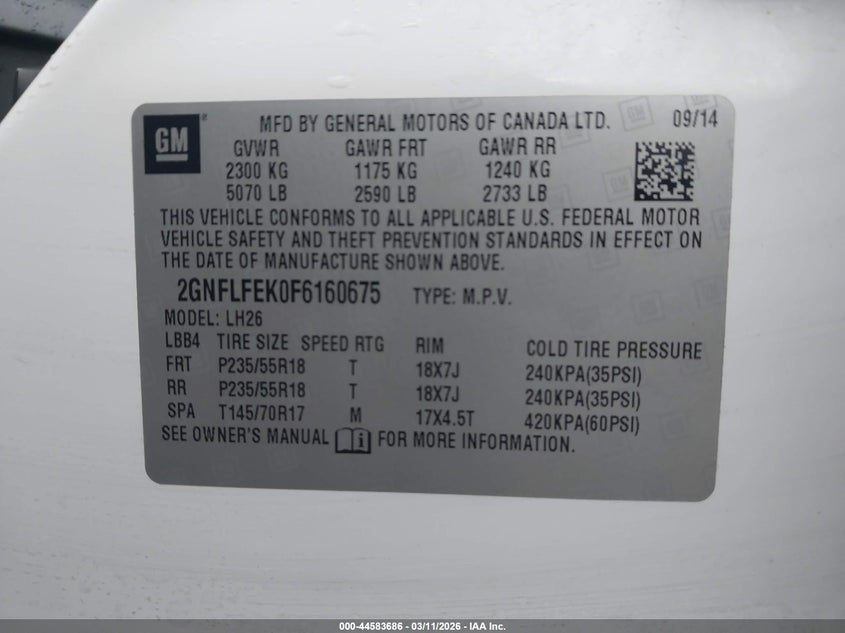 GM
MFD BY GENERAL MOTORS OF CANADA LTD. 09/14
GVWR GAWR FRT GAWR RR
2300 KG 1175 KG 1240 KG
5070 LB 2590 LB 2733 LB
THIS VEHICLE CONFORMS TO ALL APPLICABLE U.S. FEDERAL MOTOR
VEHICLE SAFETY AND THEFT PREVENTION STANDARDS IN EFFECT ON
THE DATE OF MANUFACTURE SHOWN ABOVE.
2GNFLFEK0F6160675 TYPE: M.P.V.
MODEL: LH26
LBB4 TIRE SIZE SPEED RTG RIM COLD TIRE PRESSURE
FRT P235/55R18 T 18X7J 240KPA(35PSI)
RR P235/55R18 T 18X7J 240KPA(35PSI)
SPA T145/70R17 M 17X4.5T 420KPA(60PSI)
SEE OWNER'S MANUAL FOR MORE INFORMATION.
000-44583686 - 03/11/2026 - IAA Inc.